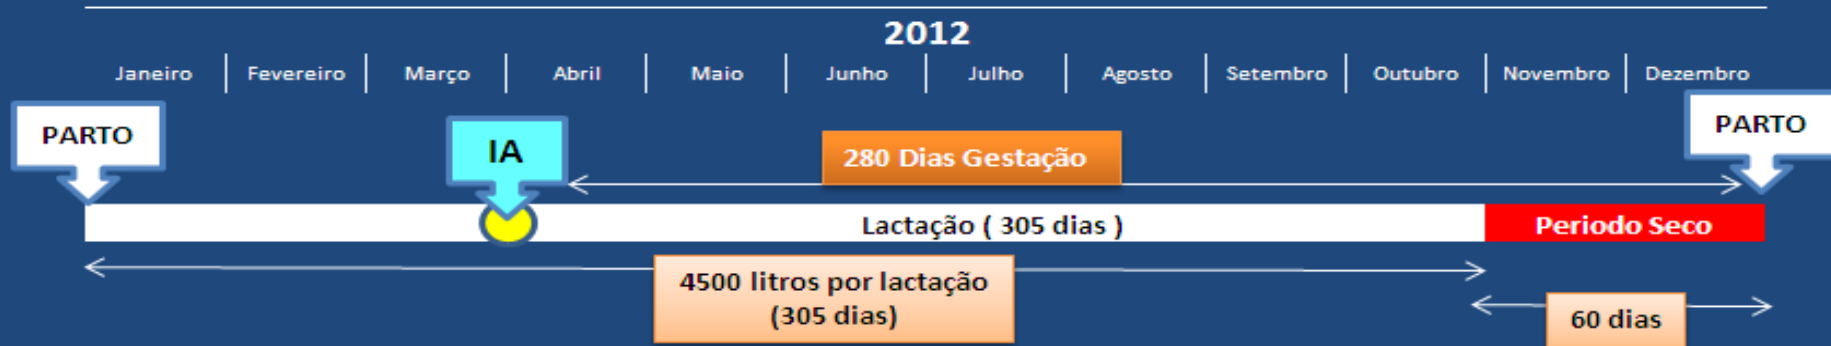 2012
Janeiro Fevereiro Março Abril Maio Junho Julho Agosto Setembro Outubro Novembro Dezembro
PARTO
IA
280 Dias Gestação
PARTO
Lactação ( 305 dias )
Periodo Seco
4500 litros por lactação
(305 dias)
60 dias